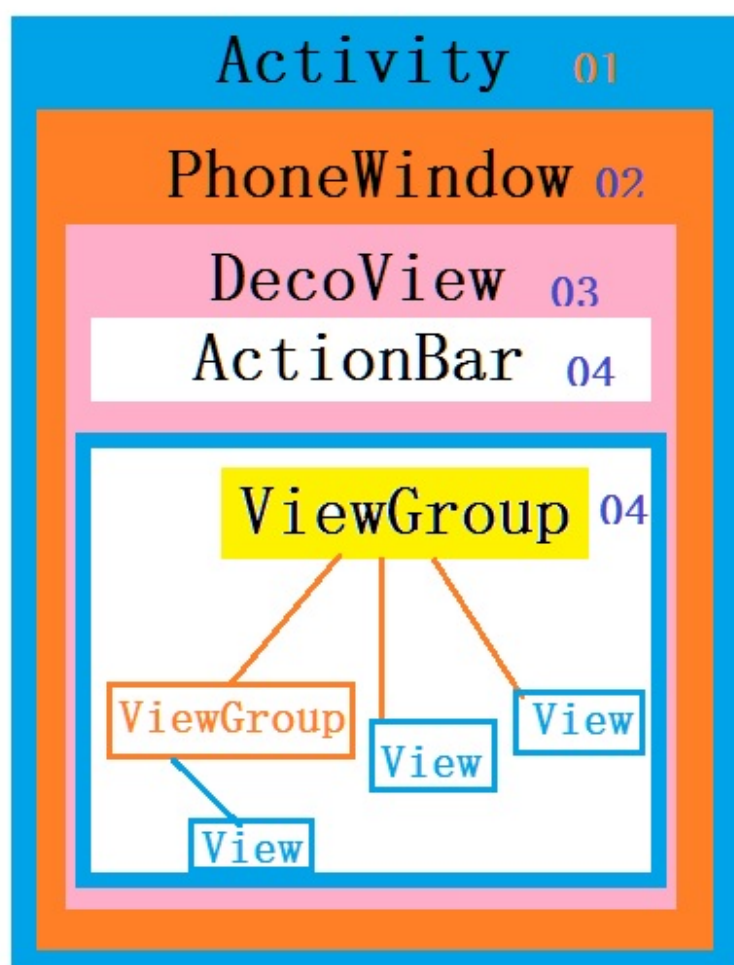 Activity 01
PhoneWindow 02
DecoView 03
ActionBar 04
ViewGroup 04
ViewGroup
View
View
View